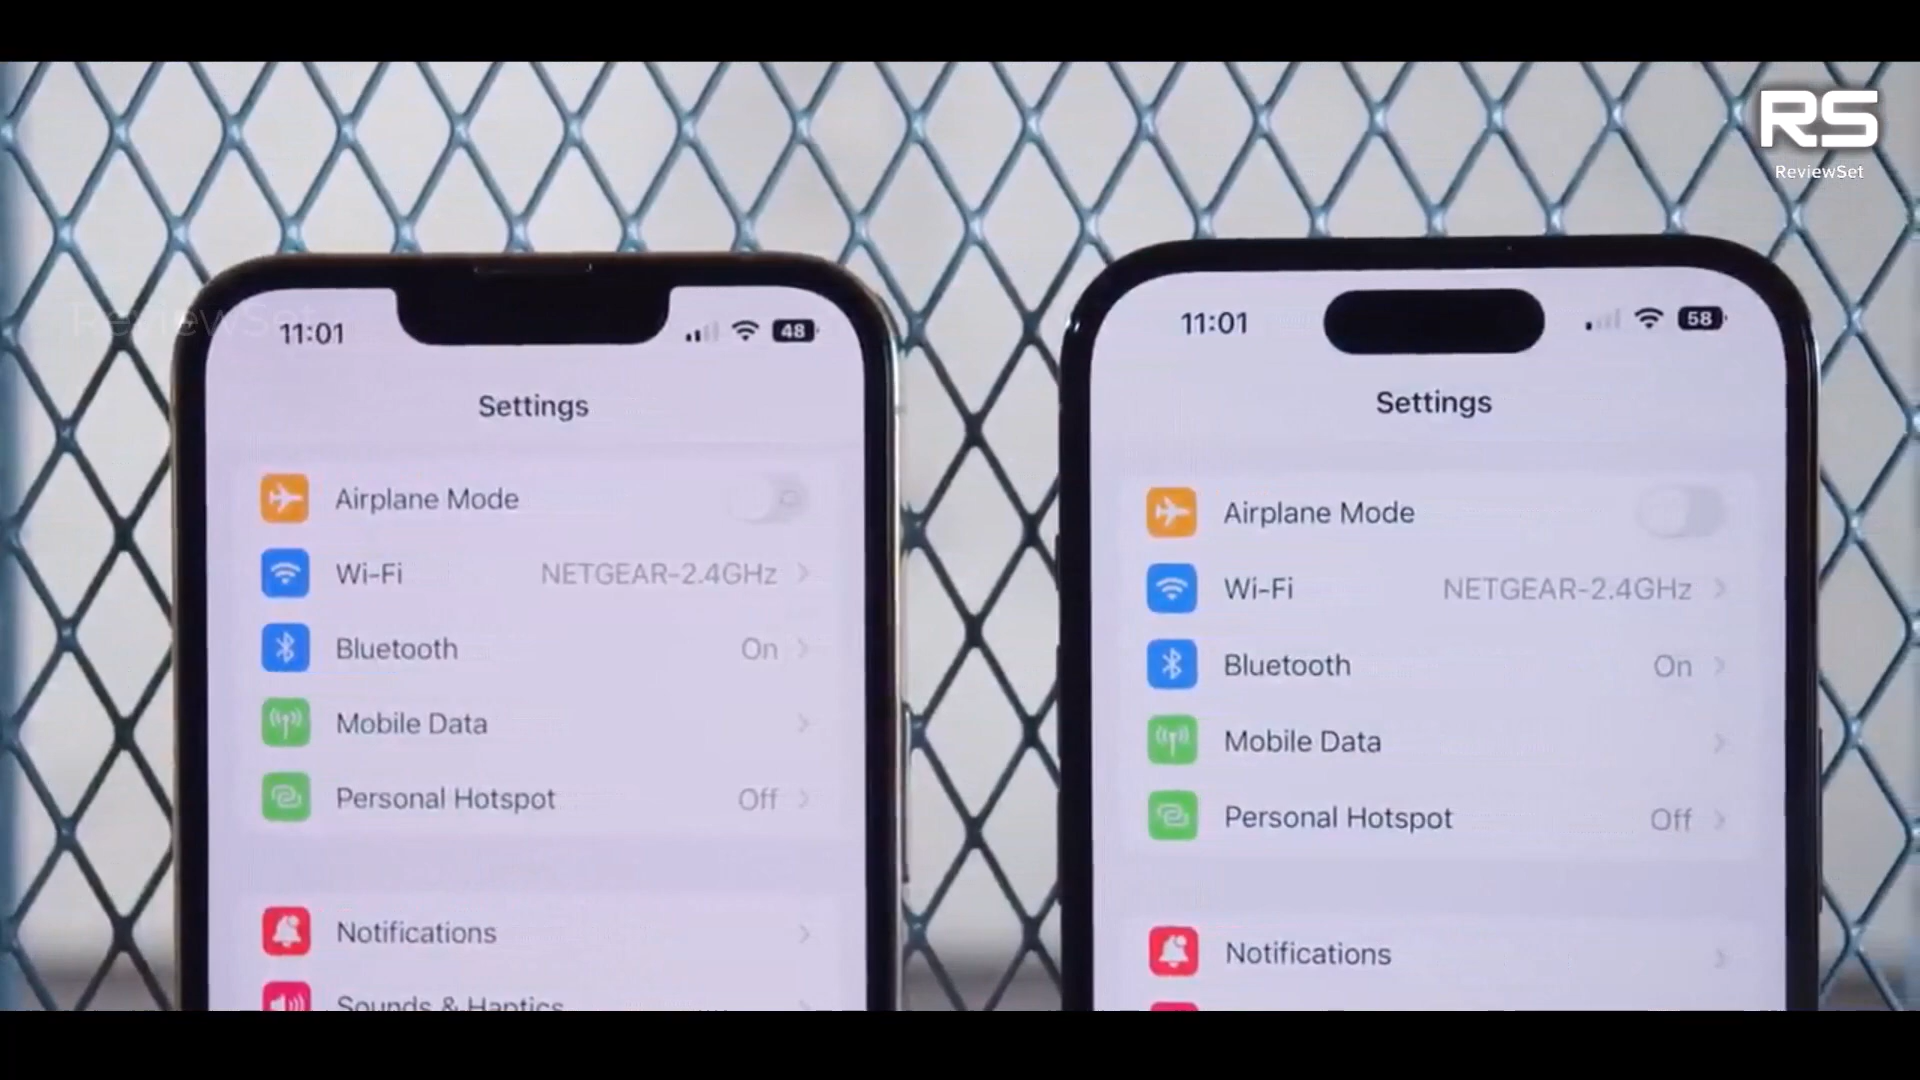 RS
ReviewSet
ReviewSet
11:01
48
Settings
Airplane Mode
Wi-Fi NETGEAR-2.4GHz
Bluetooth On
Mobile Data
Personal Hotspot Off
Notifications
Sounds & Haptics
11:01
58
Settings
Airplane Mode
Wi-Fi NETGEAR-2.4GHz
Bluetooth On
Mobile Data
Personal Hotspot Off
Notifications